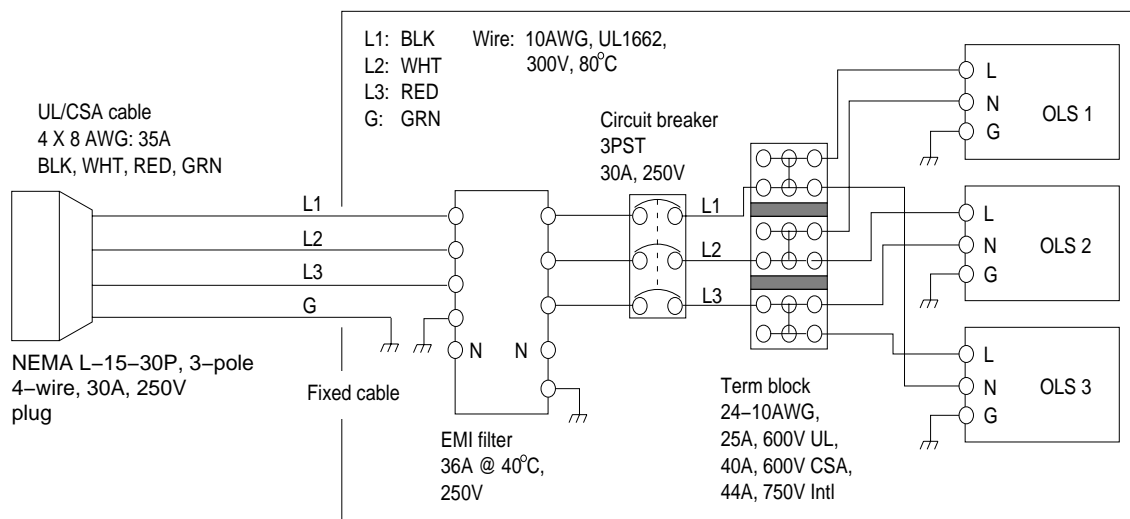 L1: BLK
L2: WHT
L3: RED
G: GRN
Wire: 10AWG, UL1662,
300V, 80°C
UL/CSA cable
4 X 8 AWG: 35A
BLK, WHT, RED, GRN
Circuit breaker
3PST
30A, 250V
L1
L2
L3
G
N
N
L1
L2
L3
L
N
G
OLS 1
L
N
G
OLS 2
L
N
G
OLS 3
NEMA L–15–30P, 3–pole
4–wire, 30A, 250V
plug
Fixed cable
EMI filter
36A @ 40°C,
250V
Term block
24–10AWG,
25A, 600V UL,
40A, 600V CSA,
44A, 750V Intl